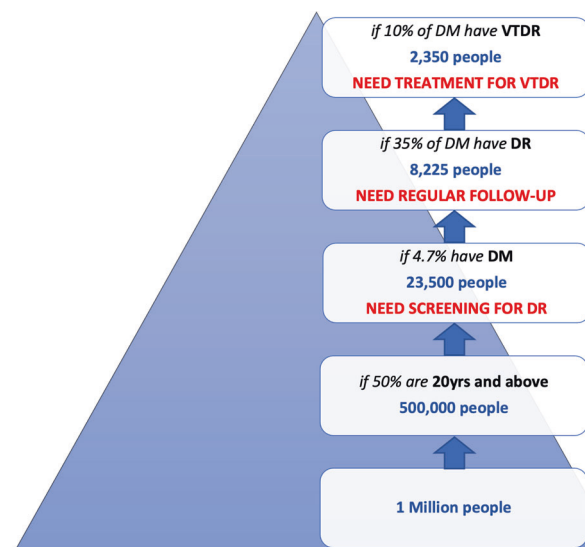 if 10% of DM have VTDR
2,350 people
NEED TREATMENT FOR VTDR
if 35% of DM have DR
8,225 people
NEED REGULAR FOLLOW-UP
if 4.7% have DM
23,500 people
NEED SCREENING FOR DR
if 50% are 20yrs and above
500,000 people
1 Million people